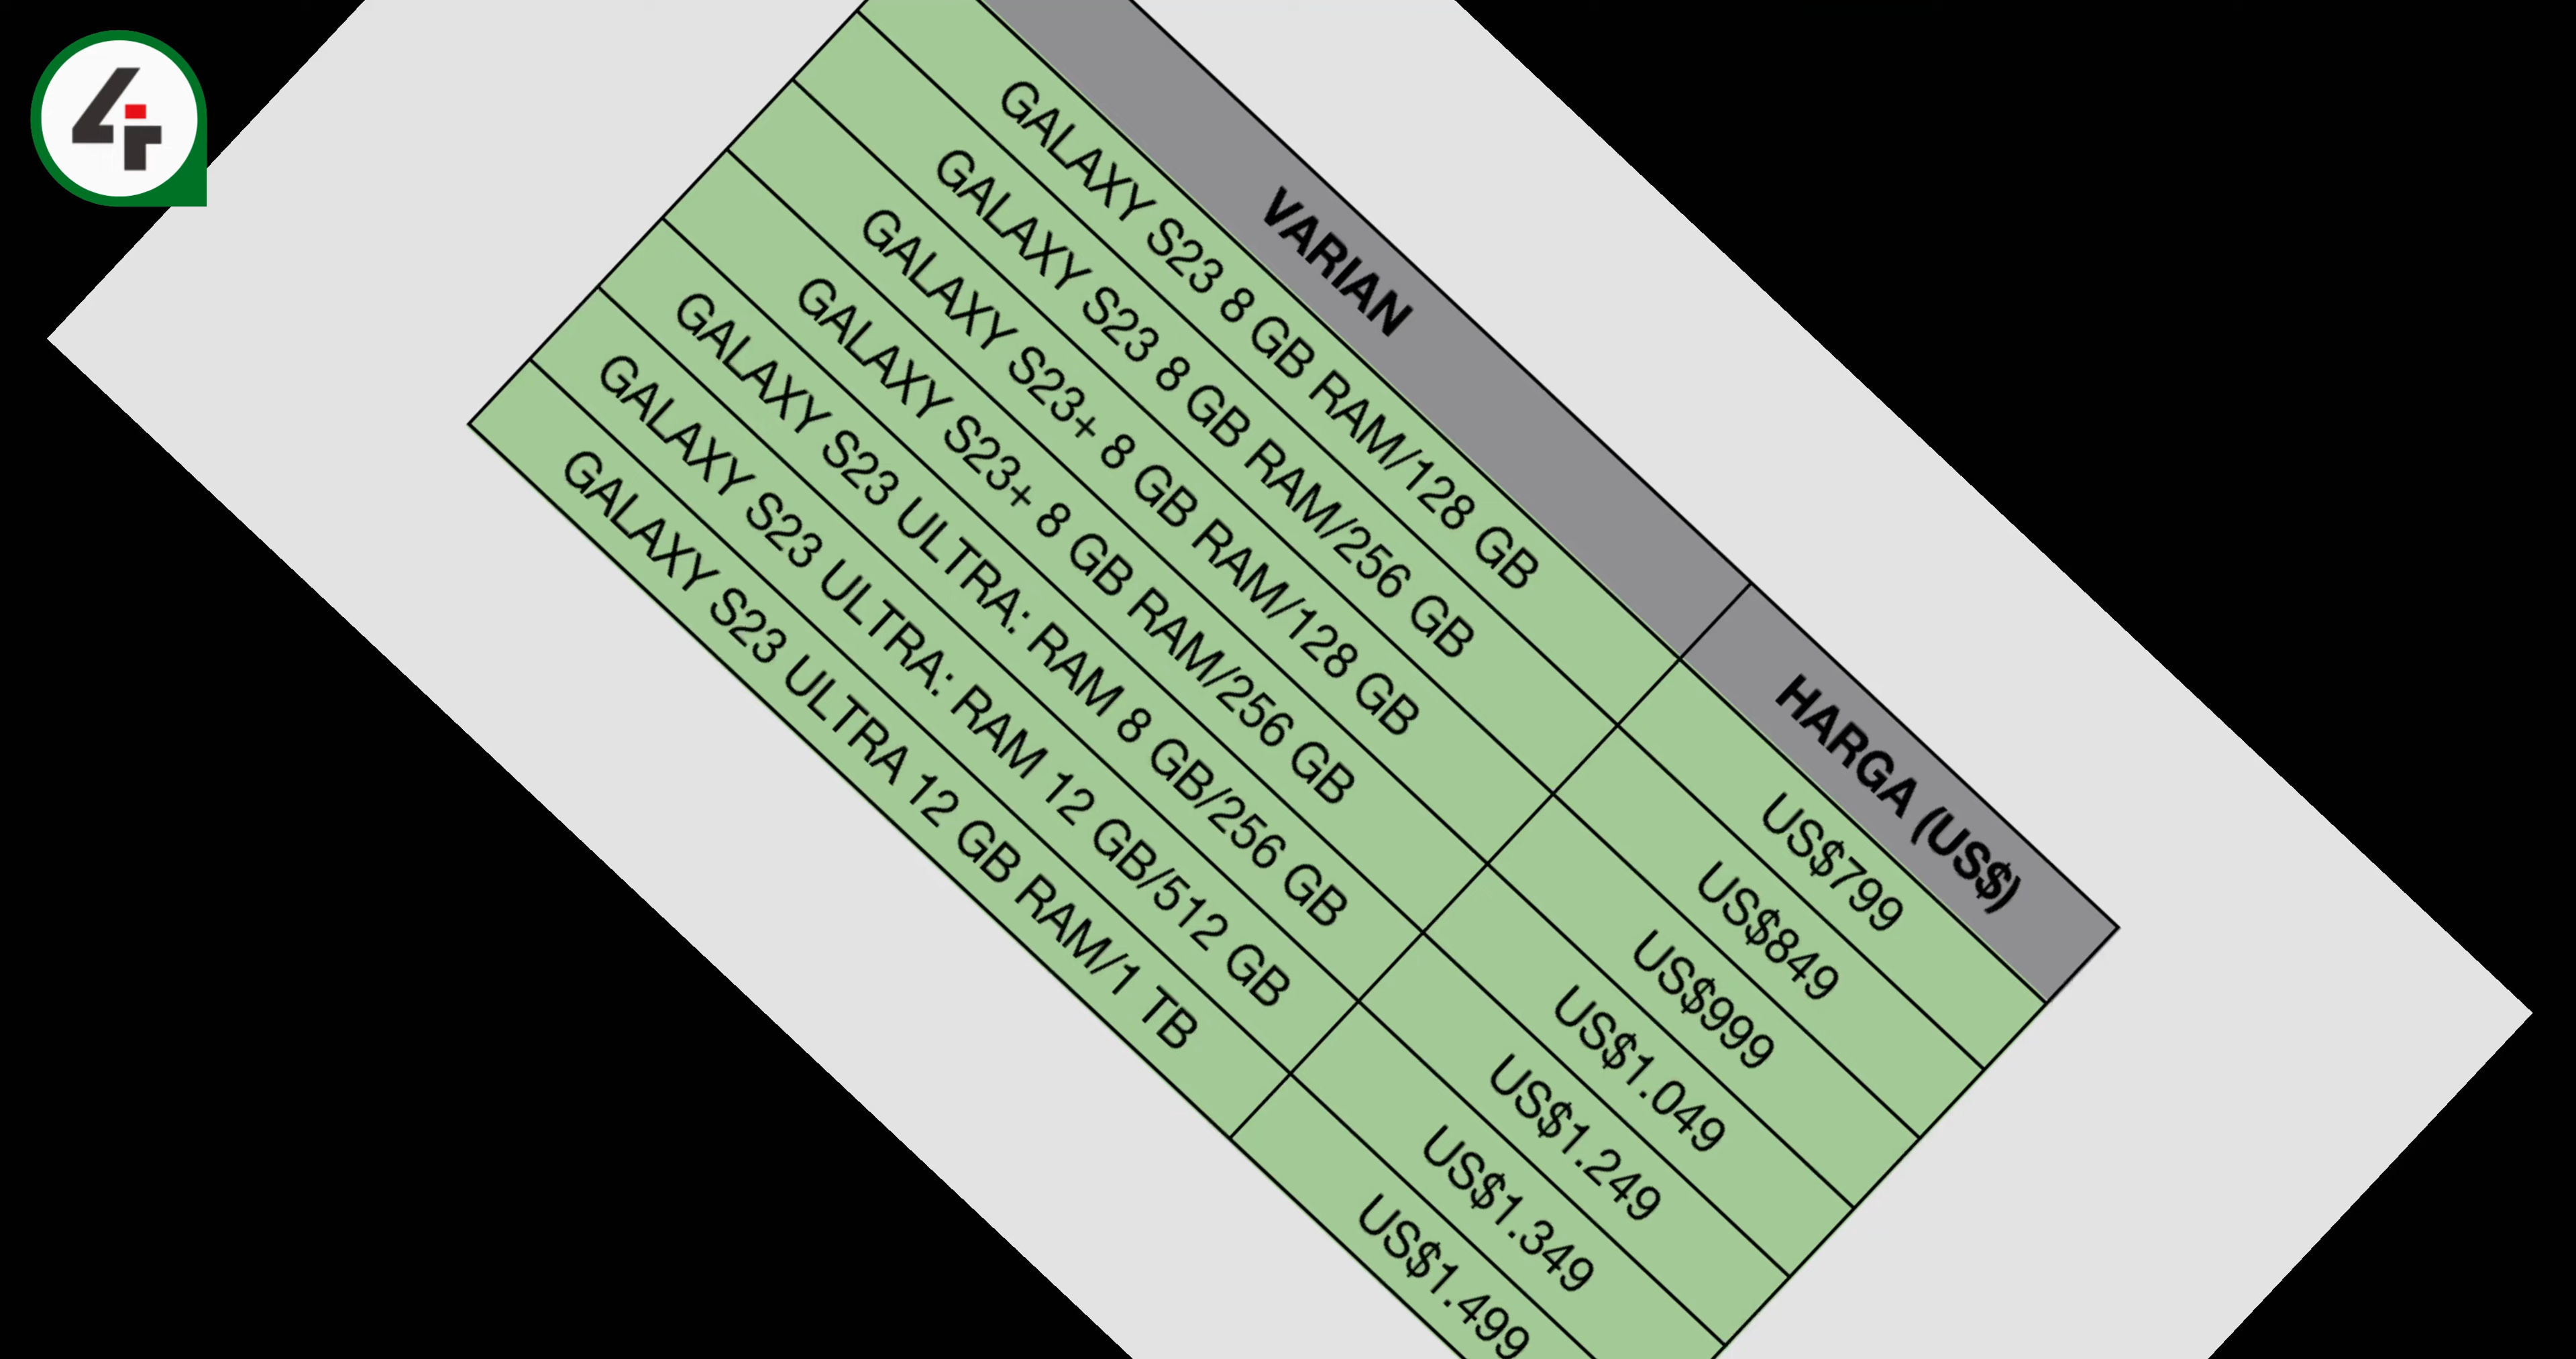 VARIAN HARGA (US$)
GALAXY S23 8 GB RAM/128 GB US$799
GALAXY S23 8 GB RAM/256 GB US$849
GALAXY S23+ 8 GB RAM/128 GB US$999
GALAXY S23+ 8 GB RAM/256 GB US$1.049
GALAXY S23 ULTRA: RAM 8 GB/256 GB US$1.249
GALAXY S23 ULTRA: RAM 12 GB/512 GB US$1.349
GALAXY S23 ULTRA 12 GB RAM/1 TB US$1.499